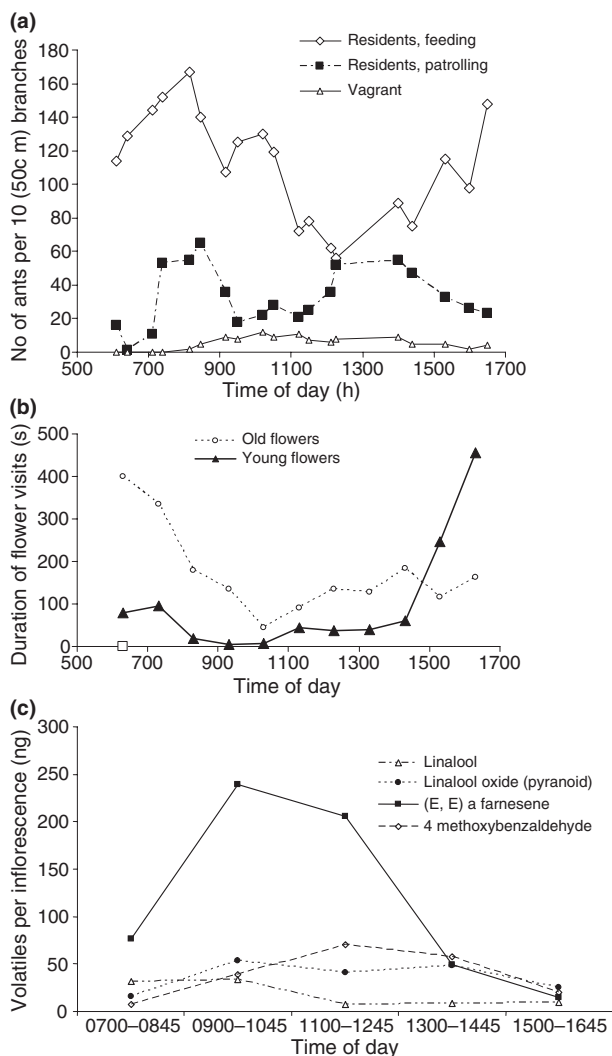 (a)
Residents, feeding
Residents, patrolling
Vagrant
No of ants per 10 (50c m) branches
180
160
140
120
100
80
60
40
20
0
500 700 900 1100 1300 1500 1700
Time of day (h)
(b)
Old flowers
Young flowers
Duration of flower visits (s)
500
400
300
200
100
0
500 700 900 1100 1300 1500 1700
Time of day
(c)
Linalool
Linalool oxide (pyranoid)
(E, E) a farnesene
4 methoxybenzaldehyde
Volatiles per inflorescence (ng)
300
250
200
150
100
50
0
0700–0845 0900–1045 1100–1245 1300–1445 1500–1645
Time of day